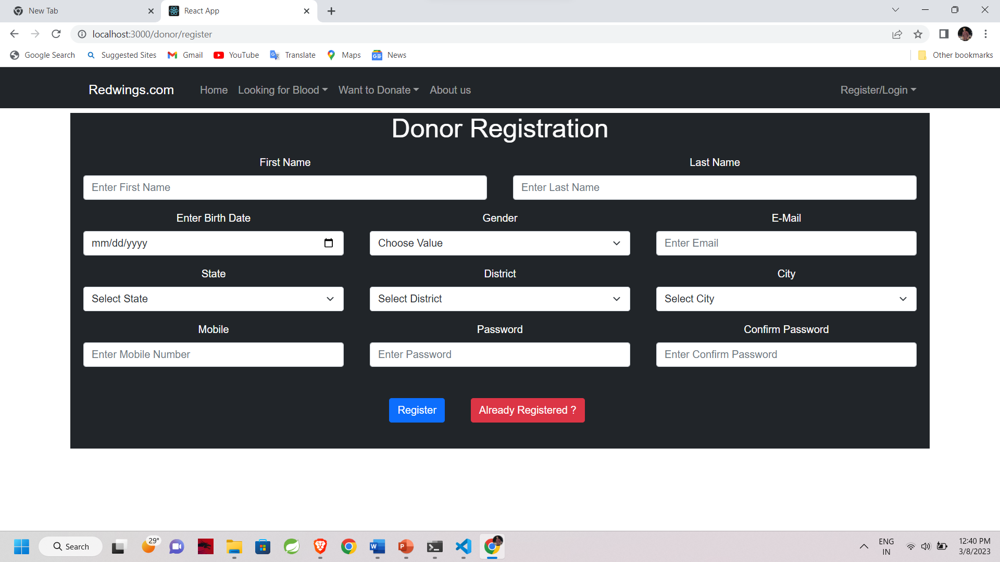 New Tab
React App
localhost:3000/donor/register
Google Search Suggested Sites Gmail YouTube Translate Maps News Other bookmarks
Redwings.com Home Looking for Blood Want to Donate About us Register/Login
Donor Registration
First Name Last Name
Enter First Name Enter Last Name
Enter Birth Date Gender E-Mail
mm/dd/yyyy Choose Value Enter Email
State District City
Select State Select District Select City
Mobile Password Confirm Password
Enter Mobile Number Enter Password Enter Confirm Password
Register Already Registered ?
Search 29° ENG 12:40 PM
IN 3/8/2023